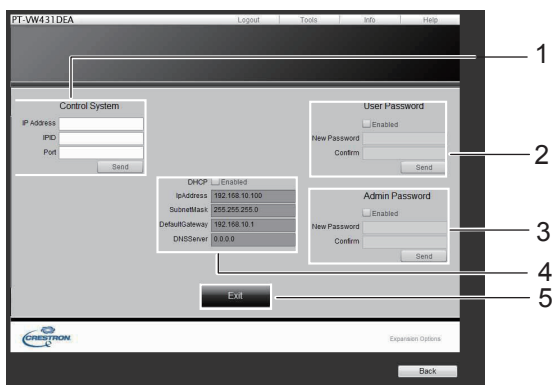 PT-VW431DEA
Logout Tools Info Help
1
Control System
IP Address
IPID
Port
Send
User Password
Enabled
New Password
Confirm
Send
2
DHCP Enabled
IpAddress 192.168.10.100
SubnetMask 255.255.255.0
DefaultGateway 192.168.10.1
DNSServer 0.0.0.0
Admin Password
Enabled
New Password
Confirm
Send
3
4
Exit
5
CRESTRON
Expansion Options
Back